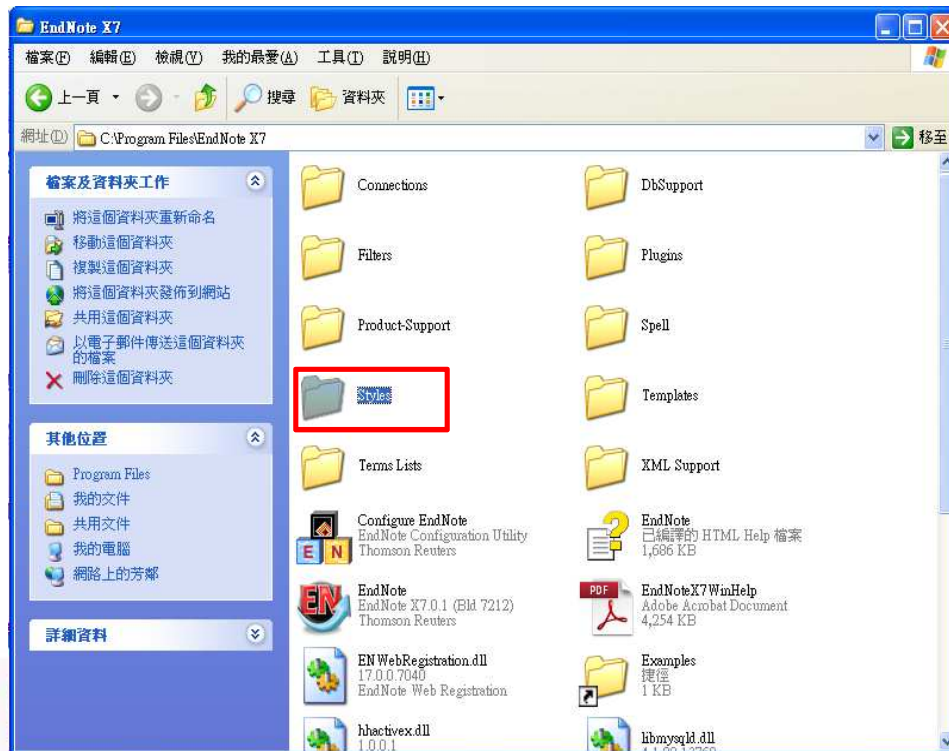 EndNote X7
檔案(F) 編輯(E) 檢視(V) 我的最愛(A) 工具(T) 說明(H)
上一頁 搜尋 資料夾
網址(D) C:\Program Files\EndNote X7 移至
檔案及資料夾工作
將這個資料夾重新命名
移動這個資料夾
複製這個資料夾
將這個資料夾發佈到網站
共用這個資料夾
以電子郵件傳送這個資料夾
的檔案
刪除這個資料夾
其他位置
Program Files
我的文件
共用文件
我的電腦
網路上的芳鄰
詳細資料
Connections
DbSupport
Filters
Plugins
Product-Support
Spell
Styles
Templates
Terms Lists
XML Support
Configure EndNote
EndNote Configuration Utility
Thomson Reuters
EndNote
已編譯的 HTML Help 檔案
1,686 KB
EndNote
EndNote X7.0.1 (Bld 7212)
Thomson Reuters
PDF
EndNoteX7WinHelp
Adobe Acrobat Document
4,254 KB
ENWebRegistration.dll
17.0.0.7040
EndNote Web Registration
Examples
捷徑
1 KB
hhactivex.dll
1.0.0.1
libmysqld.dll